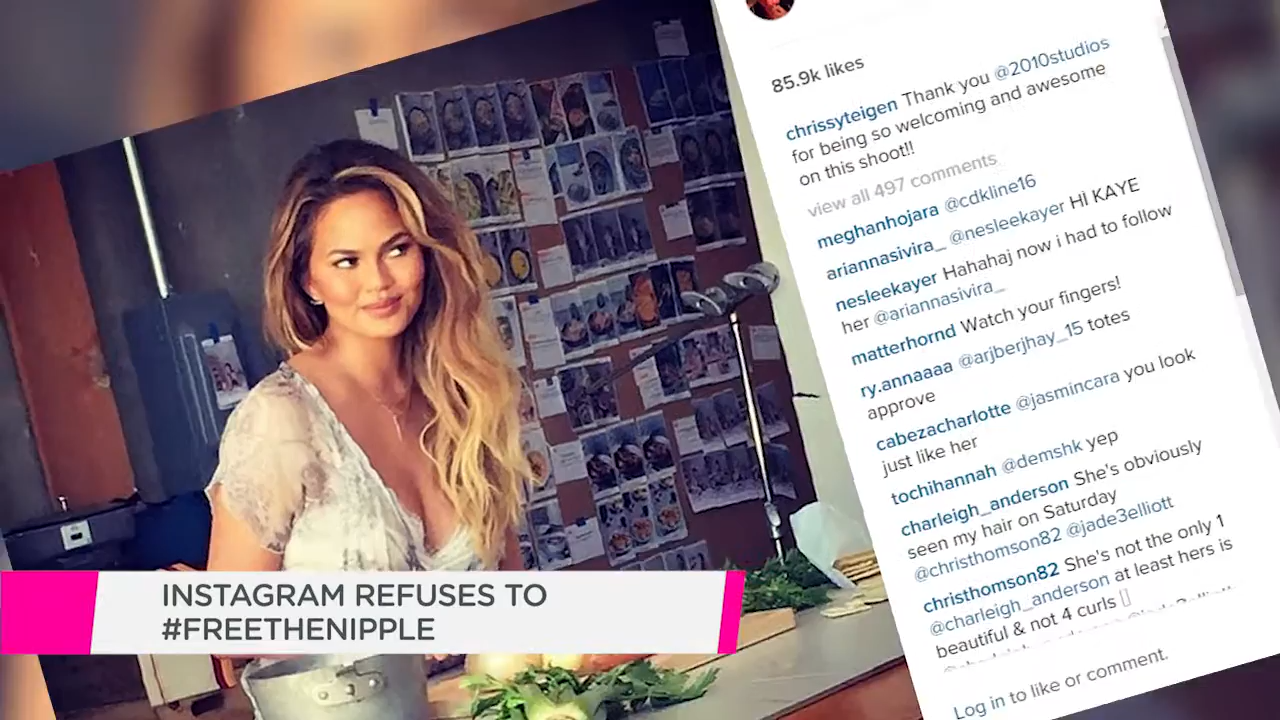 85.9k likes
chrissyteigen Thank you @2010studios
for being so welcoming and awesome
on this shoot!!
view all 497 comments
meghanhojara @cdkline16
ariannasivira_ @nesleekayer HI KAYE
nesleekayer Hahahaj now i had to follow
her @ariannasivira_
matterhornd Watch your fingers!
ry.annaaaa @arjberjhay_15 totes
approve
cabezacharlotte @jasmincara you look
just like her
tochihannah @demshk yep
charleigh_anderson She's obviously
seen my hair on Saturday
@christhomson82 @jade3elliott
christhomson82 She's not the only 1
@charleigh_anderson at least hers is
beautiful & not 4 curls
Log in to like or comment.
INSTAGRAM REFUSES TO
#FREETHENIPPLE